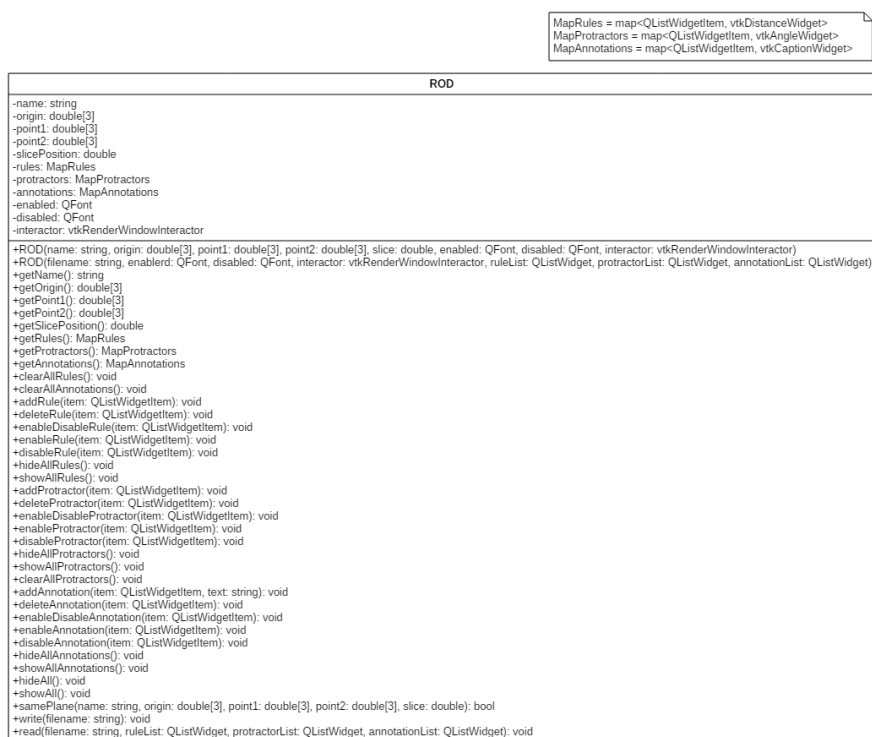 MapRules = map<QListWidgetItem, vtkDistanceWidget>
MapProtractors = map<QListWidgetItem, vtkAngleWidget>
MapAnnotations = map<QListWidgetItem, vtkCaptionWidget>
ROD
-name: string
-origin: double[3]
-point1: double[3]
-point2: double[3]
-slicePosition: double
-rules: MapRules
-protractors: MapProtractors
-annotations: MapAnnotations
-enabled: QFont
-disabled: QFont
-interactor: vtkRenderWindowInteractor
+ROD(name: string, origin: double[3], point1: double[3], point2: double[3], slice: double, enabled: QFont, disabled: QFont, interactor: vtkRenderWindowInteractor)
+ROD(filename: string, enablerd: QFont, disabled: QFont, interactor: vtkRenderWindowInteractor, ruleList: QListWidget, protractorList: QListWidget, annotationList: QListWidget)
+getName(): string
+getOrigin(): double[3]
+getPoint1(): double[3]
+getPoint2(): double[3]
+getSlicePosition(): double
+getRules(): MapRules
+getProtractors(): MapProtractors
+getAnnotations(): MapAnnotations
+clearAllRules(): void
+clearAllAnnotations(): void
+addRule(item: QListWidgetItem): void
+deleteRule(item: QListWidgetItem): void
+enableDisableRule(item: QListWidgetItem): void
+enableRule(item: QListWidgetItem): void
+disableRule(item: QListWidgetItem): void
+hideAllRules(): void
+showAllRules(): void
+addProtractor(item: QListWidgetItem): void
+deleteProtractor(item: QListWidgetItem): void
+enableDisableProtractor(item: QListWidgetItem): void
+enableProtractor(item: QListWidgetItem): void
+disableProtractor(item: QListWidgetItem): void
+hideAllProtractors(): void
+showAllProtractors(): void
+clearAllProtractors(): void
+addAnnotation(item: QListWidgetItem, text: string): void
+deleteAnnotation(item: QListWidgetItem): void
+enableDisableAnnotation(item: QListWidgetItem): void
+enableAnnotation(item: QListWidgetItem): void
+disableAnnotation(item: QListWidgetItem): void
+hideAllAnnotations(): void
+showAllAnnotations(): void
+hideAll(): void
+showAll(): void
+samePlane(name: string, origin: double[3], point1: double[3], point2: double[3], slice: double): bool
+write(filename: string): void
+read(filename: string, ruleList: QListWidget, protractorList: QListWidget, annotationList: QListWidget): void